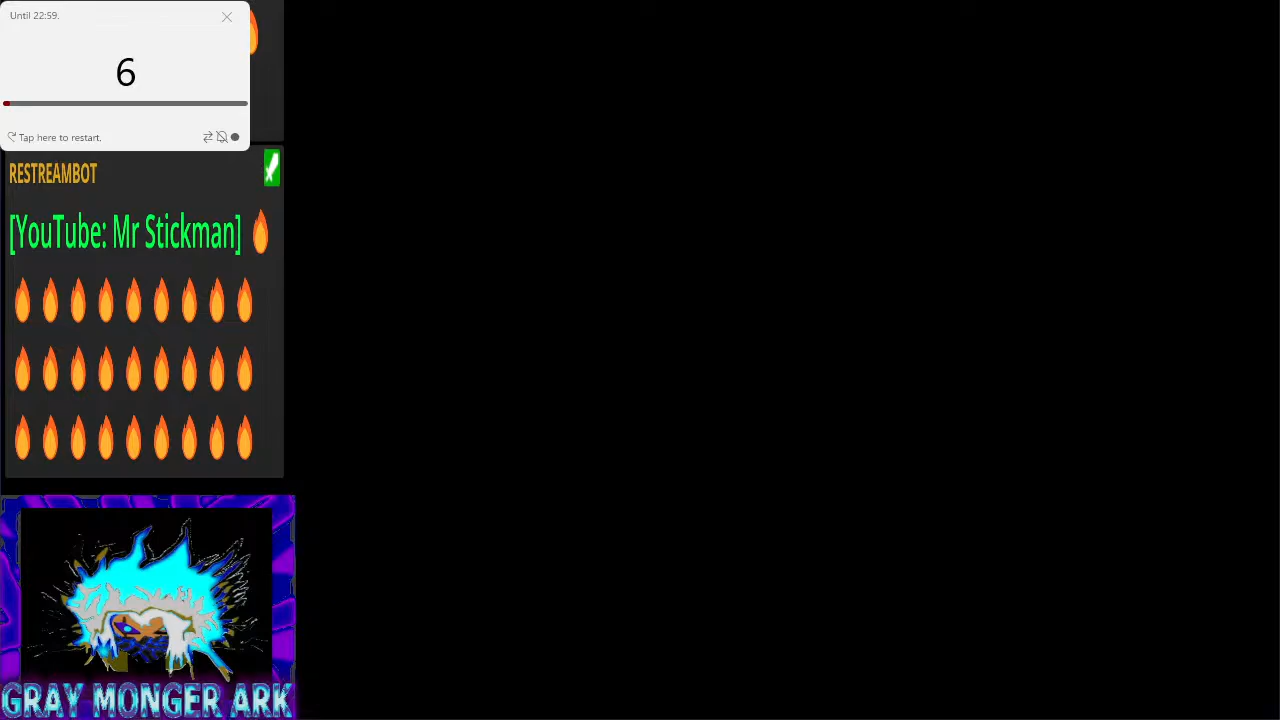 Until 22:59.
6
Tap here to restart.
RESTREAMBOT
[YouTube: Mr Stickman] 🔥
🔥🔥🔥🔥🔥🔥🔥🔥🔥
🔥🔥🔥🔥🔥🔥🔥🔥🔥
🔥🔥🔥🔥🔥🔥🔥🔥🔥
GRAY MONGER ARK